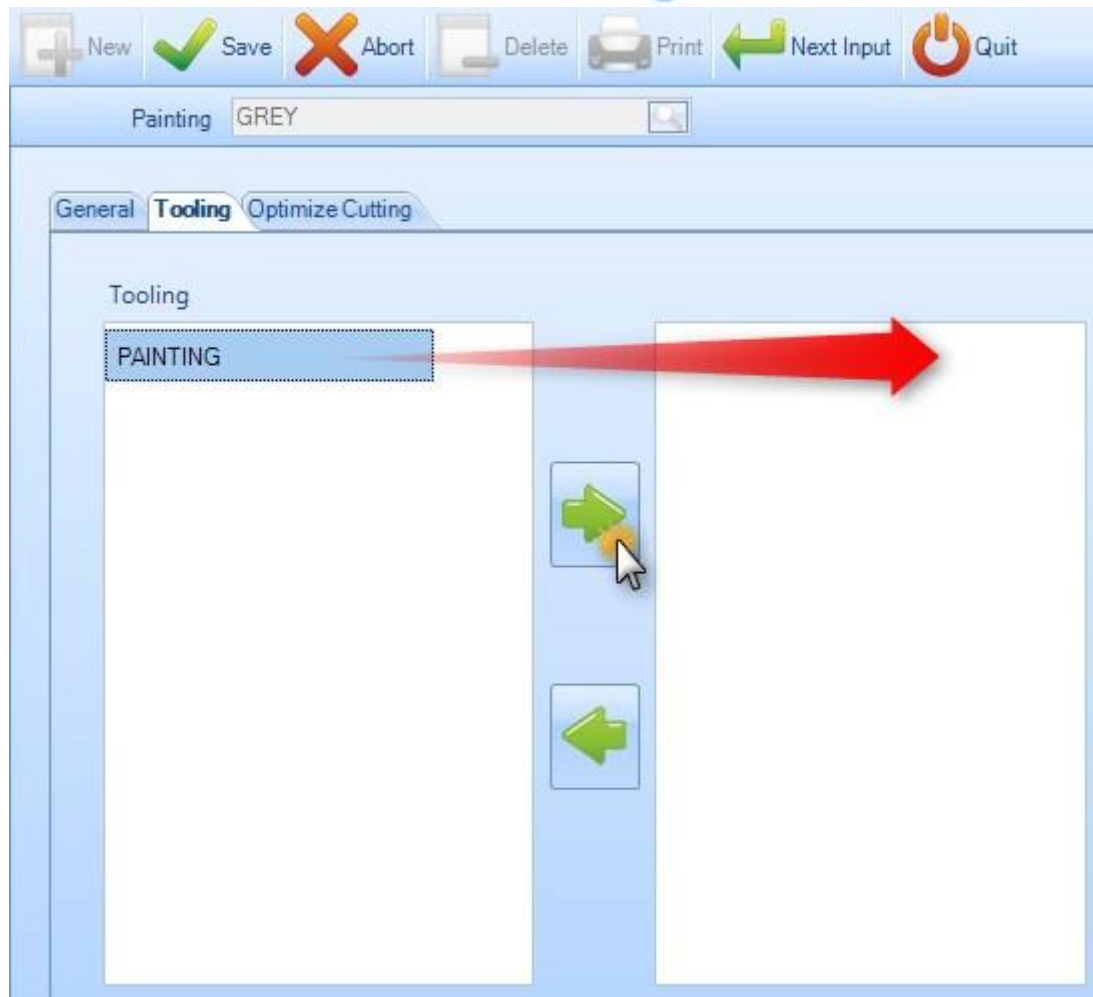 New Save Abort Delete Print Next Input Quit
Painting GREY
General Tooling Optimize Cutting
Tooling
PAINTING